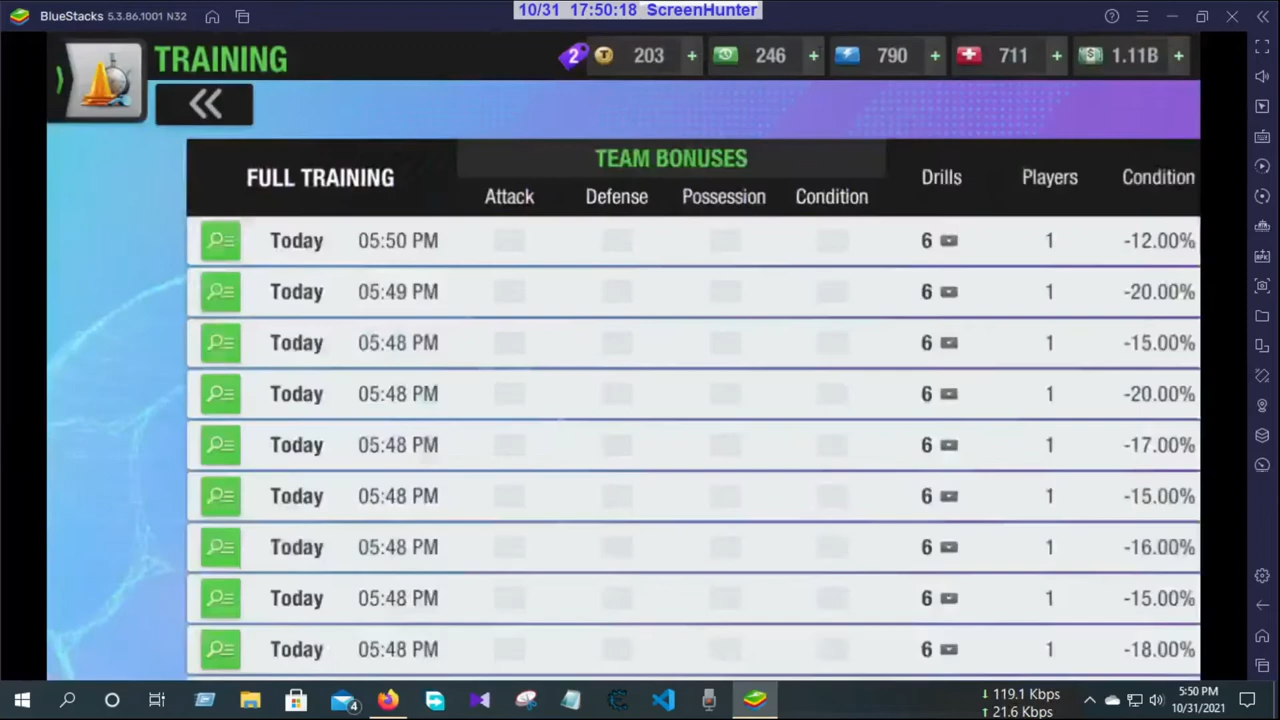 BlueStacks 5.3.86.1001 N32
10/31 17:50:18 ScreenHunter
TRAINING
2 T 203 + 246 + 790 + 711 + 1.11B +
FULL TRAINING TEAM BONUSES Drills Players Condition
Attack Defense Possession Condition
Today 05:50 PM 6 1 -12.00%
Today 05:49 PM 6 1 -20.00%
Today 05:48 PM 6 1 -15.00%
Today 05:48 PM 6 1 -20.00%
Today 05:48 PM 6 1 -17.00%
Today 05:48 PM 6 1 -15.00%
Today 05:48 PM 6 1 -16.00%
Today 05:48 PM 6 1 -15.00%
Today 05:48 PM 6 1 -18.00%
4
↓ 119.1 Kbps
↑ 21.6 Kbps
5:50 PM
10/31/2021